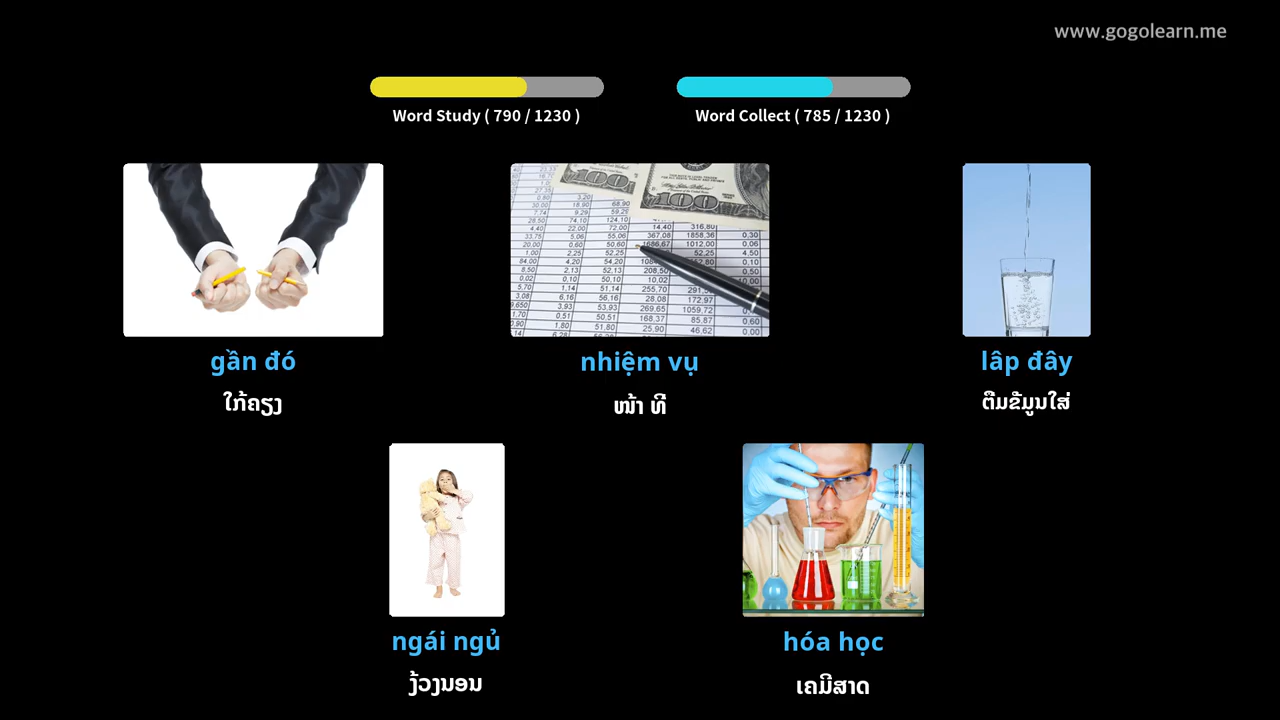 www.gogolearn.me
Word Study ( 790 / 1230 )
Word Collect ( 785 / 1230 )
gần đó
ໃກ້ຄຽງ
nhiệm vụ
ໜ້າ ທີ
lâp đây
ຕື່ມຂໍ້ມູນໃສ່
ngái ngủ
ງ້ວງນອນ
hóa học
ເຄມີສາດ